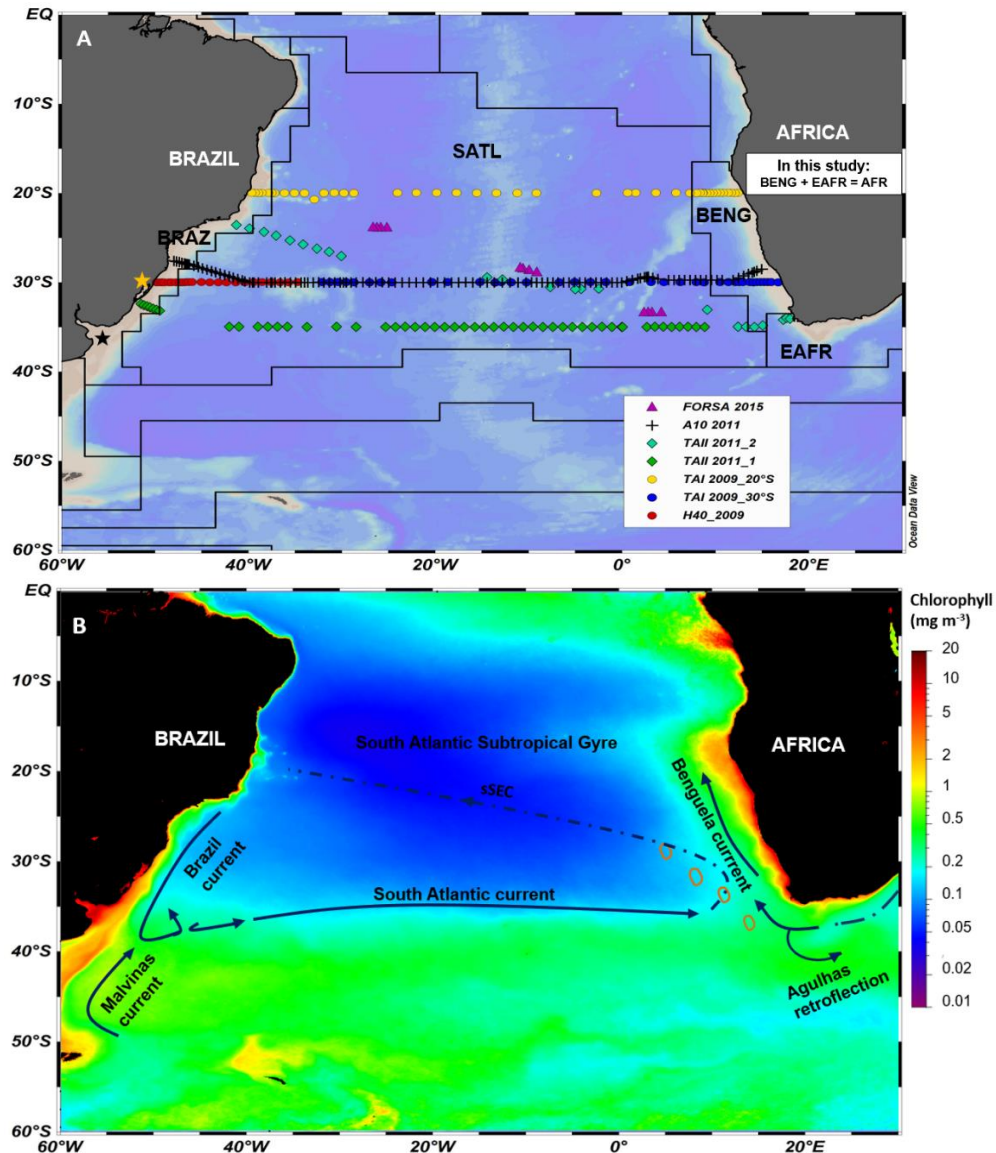 EQ
A
10°S
BRAZIL
SATL
AFRICA
In this study:
BENG + EAFR = AFR
20°S
BRAZ
BENG
30°S
40°S
EAFR
FORSA 2015
A10 2011
TAII 2011_2
TAII 2011_1
TAI 2009_20°S
TAI 2009_30°S
H40_2009
50°S
Ocean Data View
60°S
60°W
40°W
20°W
0°
20°E
EQ
B
Chlorophyll
(mg m-3)
20
10
5
2
1
0.5
0.2
0.1
0.05
0.02
0.01
10°S
BRAZIL
South Atlantic Subtropical Gyre
AFRICA
20°S
sSEC
Benguela currrent
30°S
Brazil
current
South Atlantic current
40°S
Malvinas
current
Agulhas
retroflection
50°S
60°S
60°W
40°W
20°W
0°
20°E